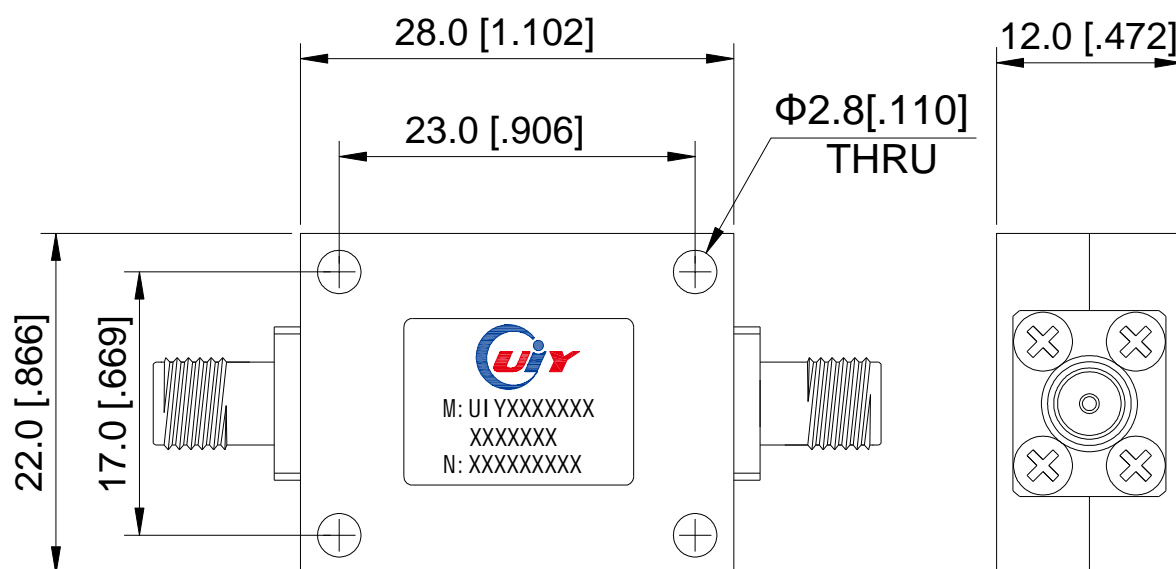 28.0 [1.102]
12.0 [.472]
23.0 [.906]
Φ2.8[.110]
THRU
22.0 [.866]
17.0 [.669]
UiY
M: UIYXXXXXXX
XXXXXXX
N: XXXXXXXXX